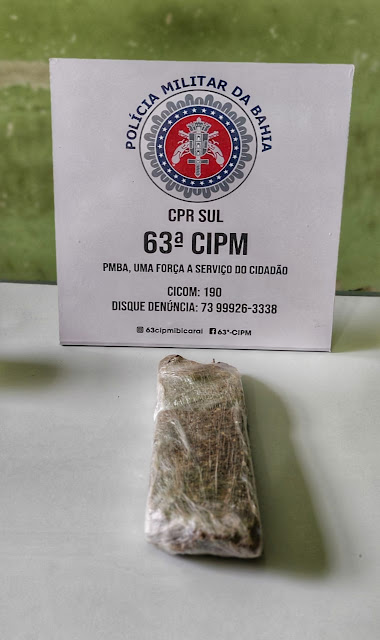 POLÍCIA MILITAR DA BAHIA
CPR SUL
63ª CIPM
PMBA, UMA FORÇA A SERVIÇO DO CIDADÃO
CICOM: 190
DISQUE DENÚNCIA: 73 99926-3338
63cipmibicarai 63ª-CIPM